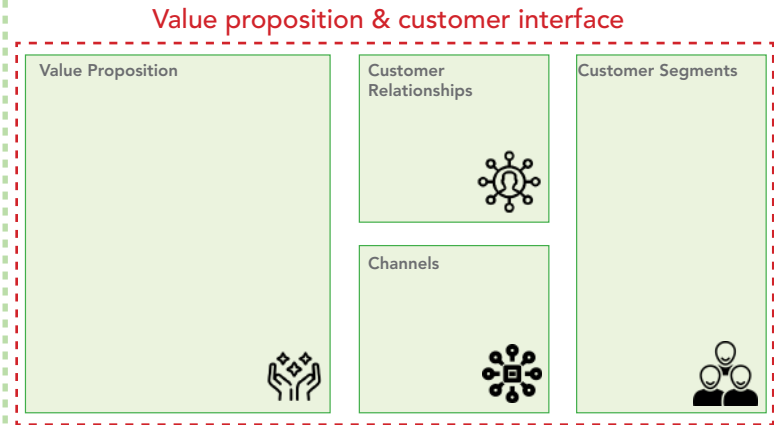 Value proposition & customer interface
Value Proposition
Customer
Relationships
Customer Segments
Channels